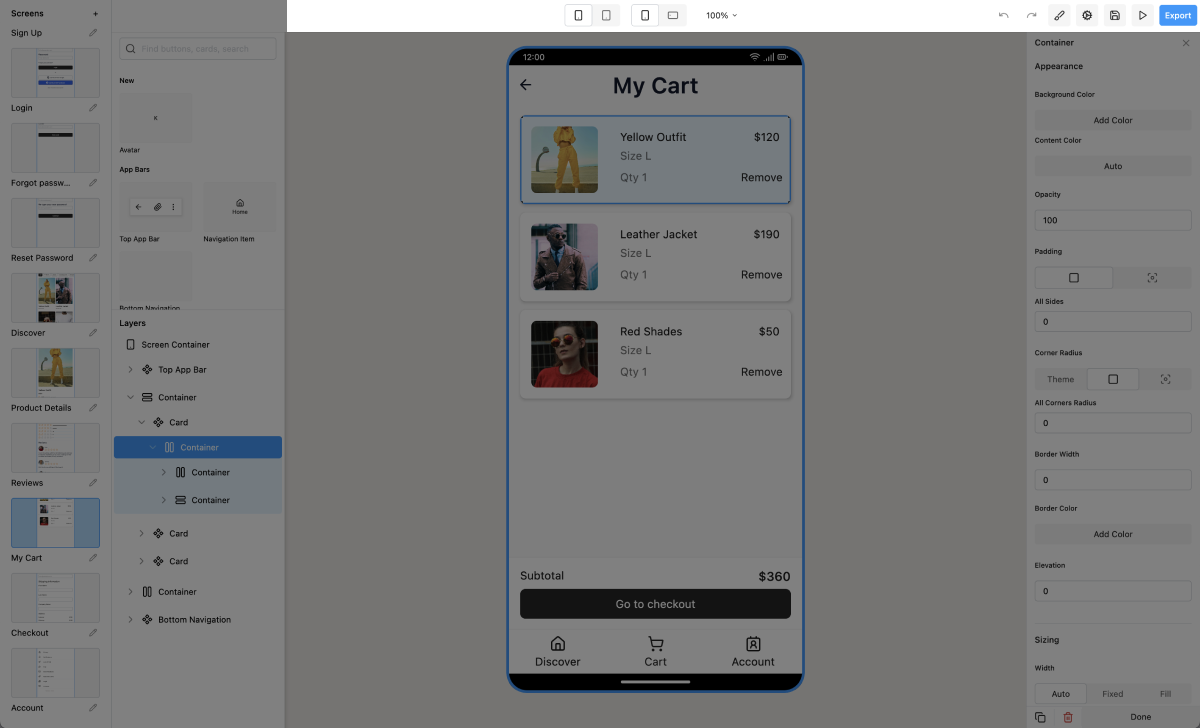 Screens +
Sign Up
Login
Forgot passw...
Reset Password
Discover
Product Details
Reviews
My Cart
Checkout
Account
Find buttons, cards, search
New
Avatar
App Bars
Home
Top App Bar
Navigation Item
Bottom Navigation
Layers
Screen Container
Top App Bar
Container
Card
Container
Container
Container
Card
Card
Container
Bottom Navigation
100%
Export
12:00
My Cart
Yellow Outfit $120
Size L
Qty 1 Remove
Leather Jacket $190
Size L
Qty 1 Remove
Red Shades $50
Size L
Qty 1 Remove
Subtotal $360
Go to checkout
Discover Cart Account
Container
Appearance
Background Color
Add Color
Content Color
Auto
Opacity
100
Padding
All Sides
0
Corner Radius
Theme
All Corners Radius
0
Border Width
0
Border Color
Add Color
Elevation
0
Sizing
Width
Auto Fixed Fill
Done